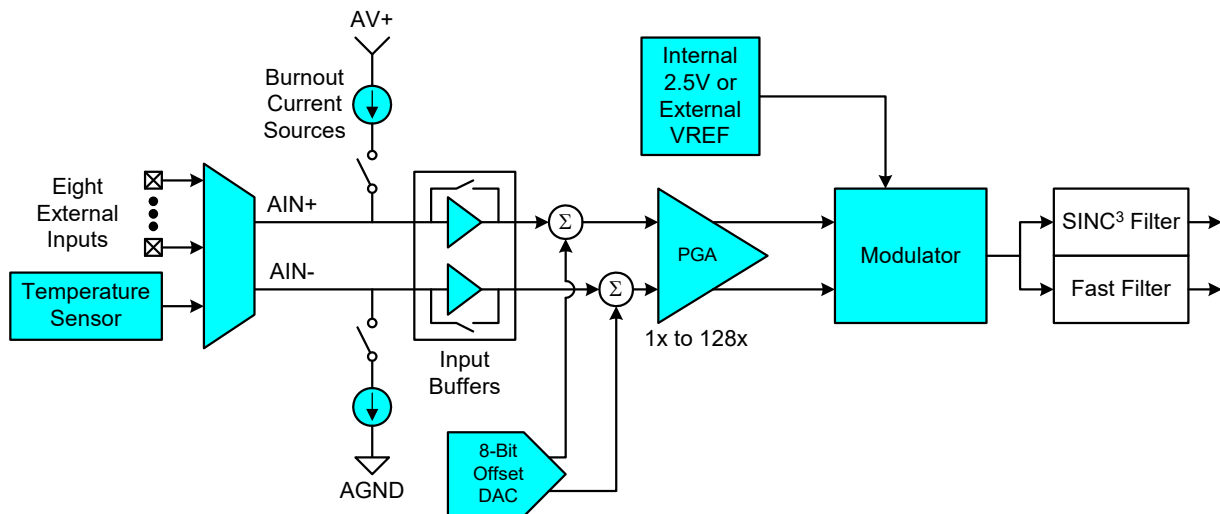 AV+
Burnout
Current
Sources
Internal
2.5V or
External
VREF
Eight
External
Inputs
AIN+
AIN-
Temperature
Sensor
Σ
Σ
PGA
1x to 128x
Modulator
SINC³ Filter
Fast Filter
Input
Buffers
8-Bit
Offset
DAC
AGND